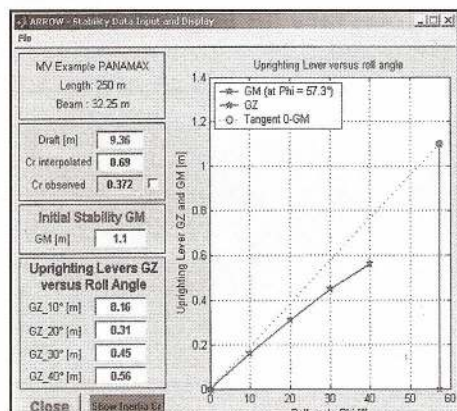 ARROW - Stability Data Input and Display
File
MV Example PANAMAX
Length: 250 m
Beam : 32.25 m
Draft [m] 9.36
Cr interpolated 0.69
Cr observed 0.372
Initial Stability GM
GM [m] 1.1
Uprighting Levers GZ
versus Roll Angle
GZ_10° [m] 0.16
GZ_20° [m] 0.31
GZ_30° [m] 0.45
GZ_40° [m] 0.56
Close
Show Inertia Cr
Uprighting Lever versus roll angle
GM (at Phi = 57.3°)
GZ
Tangent 0-GM
Uprighting Lever GZ and GM [m]
1.4
1.2
1
0.8
0.6
0.4
0.2
0
0 10 20 30 40 50 60